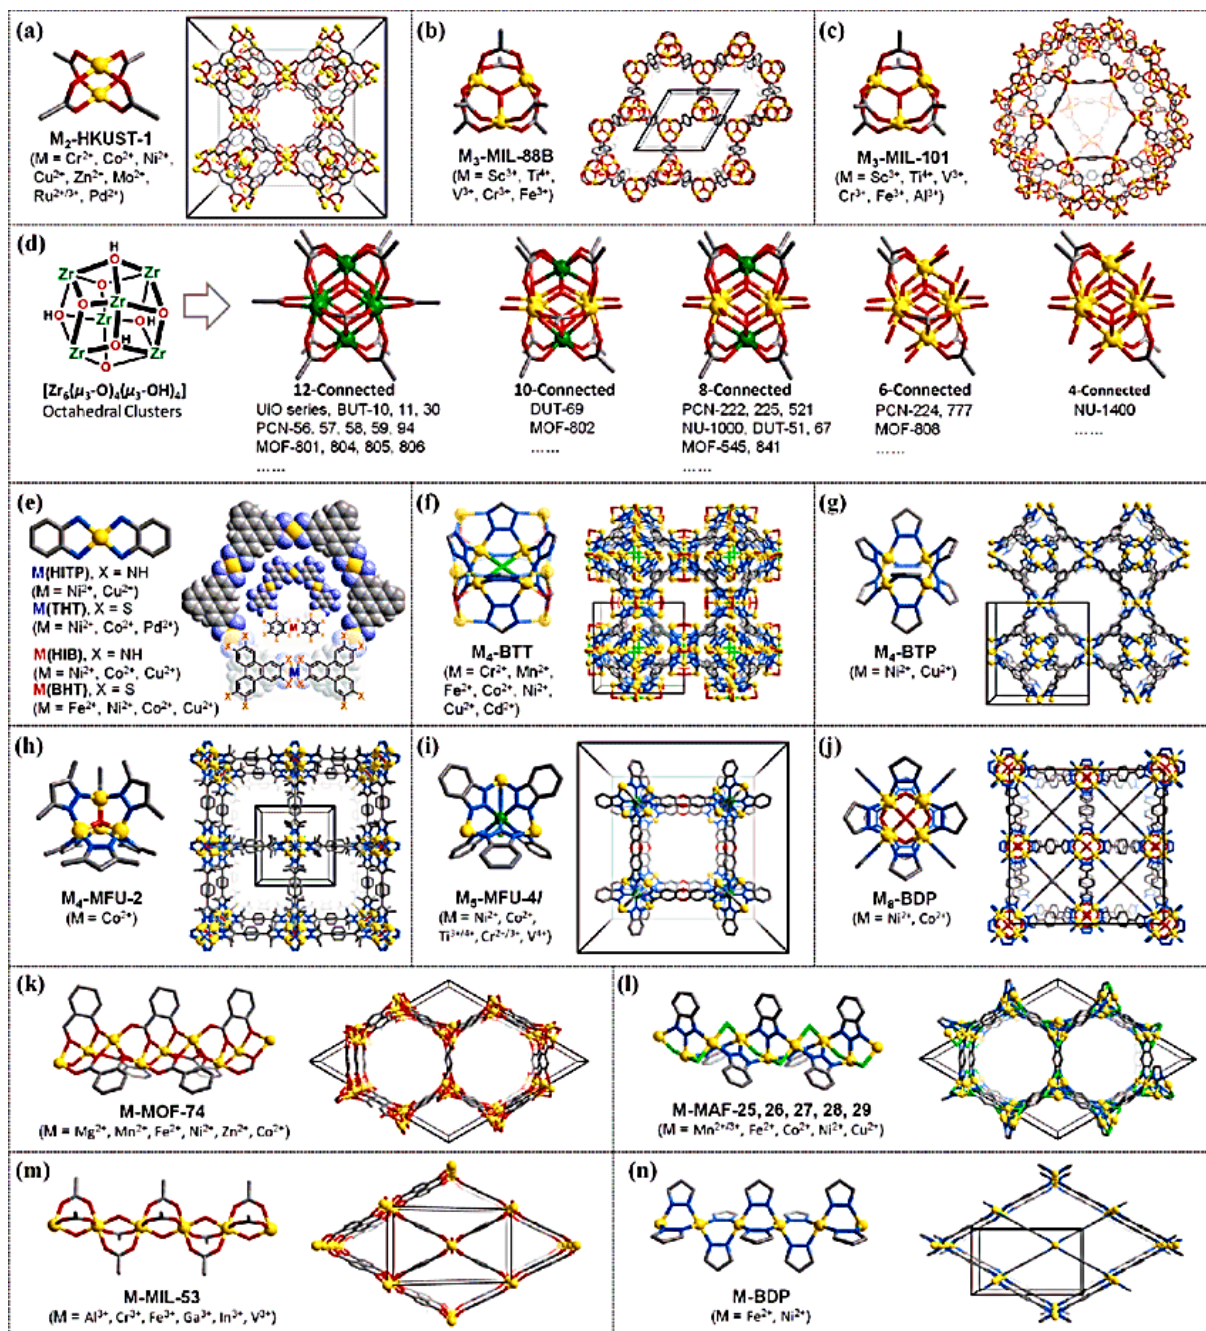 (a)
M₂-HKUST-1
(M = Cr²⁺, Co²⁺, Ni²⁺,
Cu²⁺, Zn²⁺, Mo²⁺,
Ru²⁺ᐟ³⁺, Pd²⁺)
(b)
M₃-MIL-88B
(M = Sc³⁺, Ti⁴⁺,
V³⁺, Cr³⁺, Fe³⁺)
(c)
M₃-MIL-101
(M = Sc³⁺, Ti⁴⁺, V³⁺,
Cr³⁺, Fe³⁺, Al³⁺)
(d)
H
O
Zr
O
Zr
O
Zr
O
HO
Zr
OH
OH
Zr
O
Zr
O
[Zr₆(μ₃-O)₄(μ₃-OH)₄]
Octahedral Clusters
12-Connected
UIO series, BUT-10, 11, 30
PCN-56, 57, 58, 59, 94
MOF-801, 804, 805, 806
……
10-Connected
DUT-69
MOF-802
……
8-Connected
PCN-222, 225, 521
NU-1000, DUT-51, 67
MOF-545, 841
……
6-Connected
PCN-224, 777
MOF-808
……
4-Connected
NU-1400
……
(e)
M(HITP), X = NH
(M = Ni²⁺, Cu²⁺)
M(THT), X = S
(M = Ni²⁺, Co²⁺, Pd²⁺)
M(HIB), X = NH
(M = Ni²⁺, Co²⁺, Cu²⁺)
M(BHT), X = S
(M = Fe²⁺, Ni²⁺, Co²⁺, Cu²⁺)
M
M
(f)
M₄-BTT
(M = Cr²⁺, Mn²⁺,
Fe²⁺, Co²⁺, Ni²⁺,
Cu²⁺, Cd²⁺)
(g)
M₄-BTP
(M = Ni²⁺, Cu²⁺)
(h)
M₄-MFU-2
(M = Co²⁺)
(i)
M₅-MFU-4l
(M = Ni²⁺, Co²⁺,
Ti³⁺ᐟ⁴⁺, Cr²⁺ᐟ³⁺, V⁴⁺)
(j)
M₈-BDP
(M = Ni²⁺, Co²⁺)
(k)
M-MOF-74
(M = Mg²⁺, Mn²⁺, Fe²⁺, Ni²⁺, Zn²⁺, Co²⁺)
(l)
M-MAF-25, 26, 27, 28, 29
(M = Mn²⁺ᐟ³⁺, Fe²⁺, Co²⁺, Ni²⁺, Cu²⁺)
(m)
M-MIL-53
(M = Al³⁺, Cr³⁺, Fe³⁺, Ga³⁺, In³⁺, V³⁺)
(n)
M-BDP
(M = Fe²⁺, Ni²⁺)